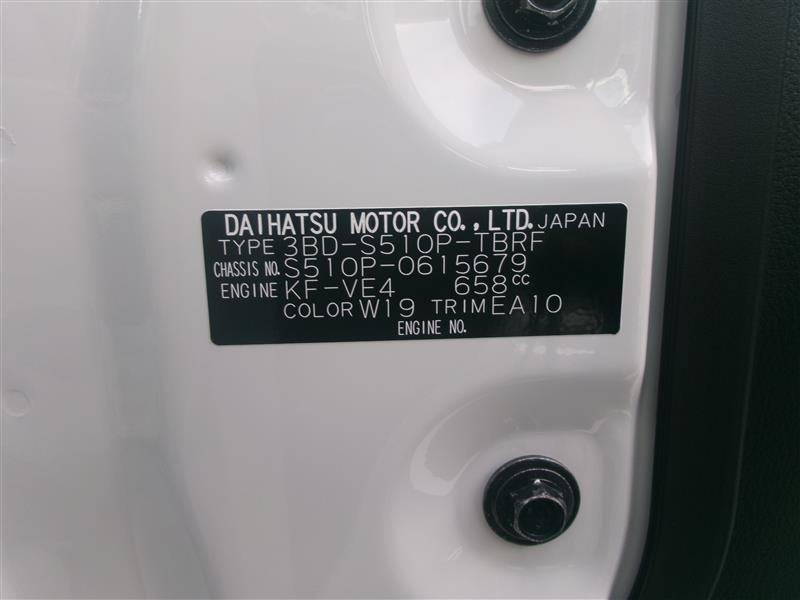 DAIHATSU MOTOR CO., LTD. JAPAN
TYPE 3BD-S510P-TBRF
CHASSIS NO. S510P-0615679
ENGINE KF-VE4 658cc
COLOR W19 TRIM EA10
ENGINE NO.